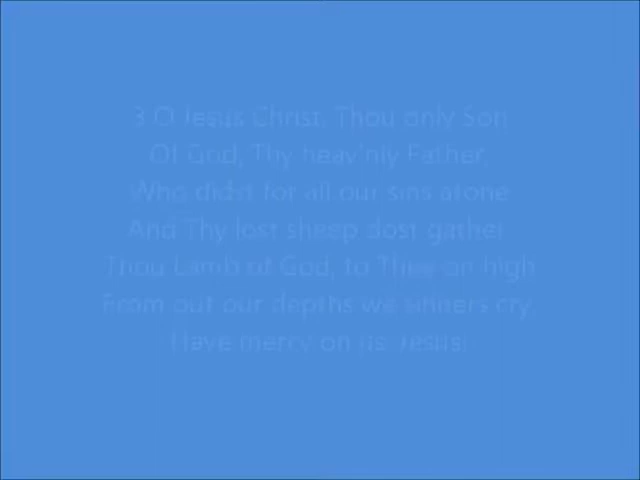 3 O Jesus Christ, Thou only Son
Of God, Thy heav'nly Father
Who didst for all our sins atone
And Thy lost sheep dost gather
Thou Lamb of God, to Thee on high
From out our depths we sinners cry
Have mercy on us, Jesus!